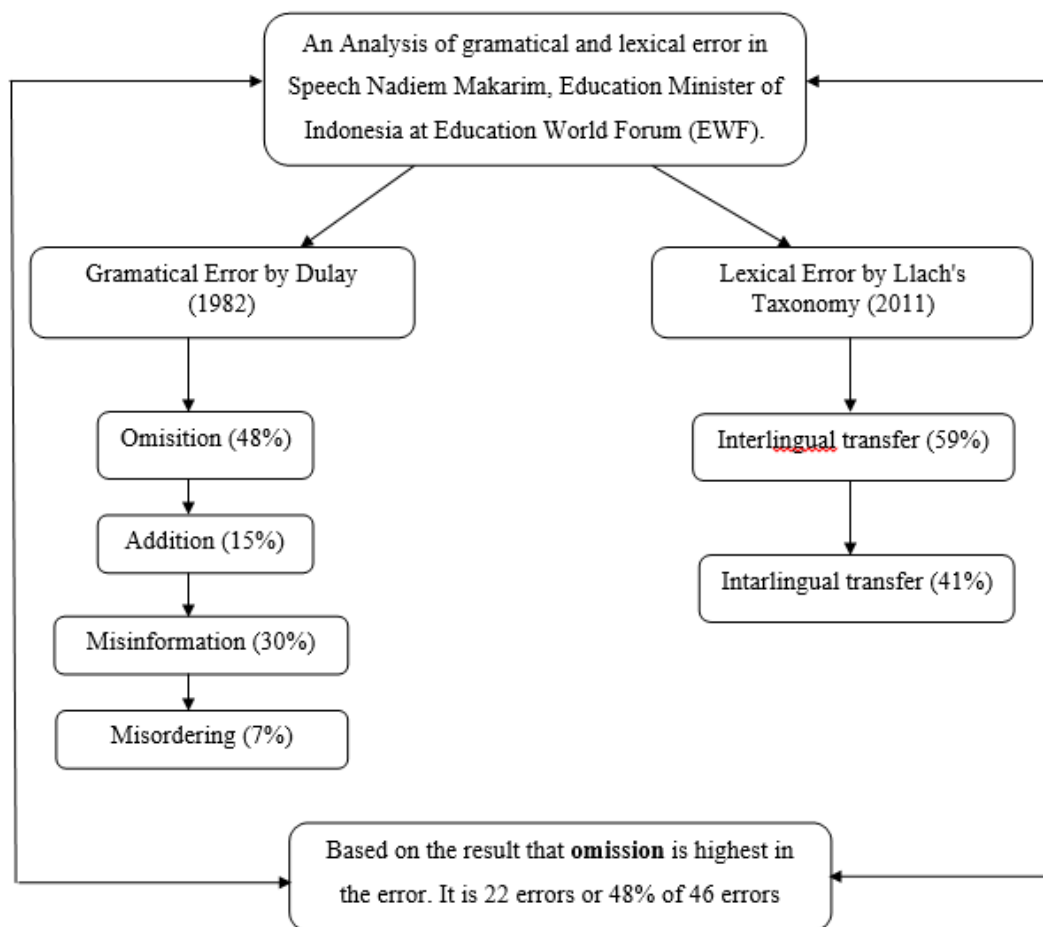 An Analysis of gramatical and lexical error in
Speech Nadiem Makarim, Education Minister of
Indonesia at Education World Forum (EWF).
Gramatical Error by Dulay
(1982)
Lexical Error by Llach's
Taxonomy (2011)
Omisition (48%)
Interlingual transfer (59%)
Addition (15%)
Intarlingual transfer (41%)
Misinformation (30%)
Misordering (7%)
Based on the result that omission is highest in
the error. It is 22 errors or 48% of 46 errors